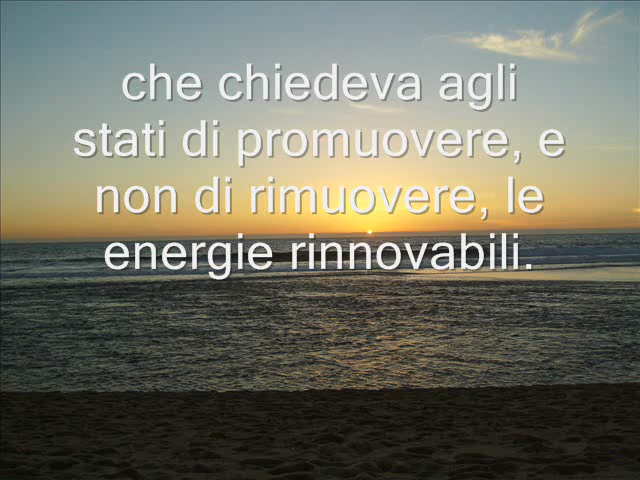 che chiedeva agli
stati di promuovere, e
non di rimuovere, le
energie rinnovabili.